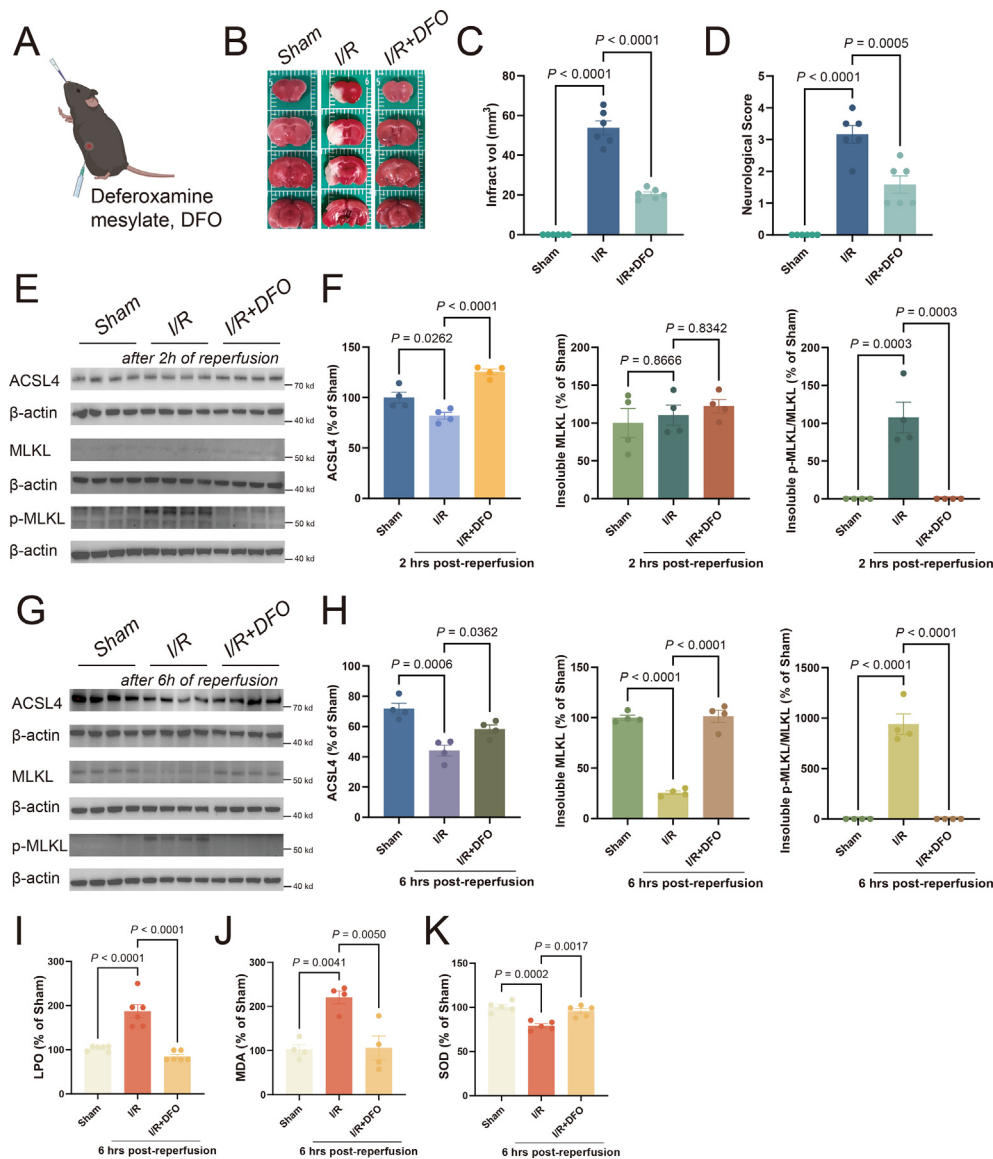 A
Deferoxamine
mesylate, DFO
B
Sham
I/R
I/R+DFO
5
6
5
6
6
C
P < 0.0001
P < 0.0001
Infract vol (mm³)
80
60
40
20
0
Sham
I/R
I/R+DFO
D
P = 0.0005
P < 0.0001
Neurological Score
5
4
3
2
1
0
Sham
I/R
I/R+DFO
E
Sham
I/R
I/R+DFO
after 2h of reperfusion
ACSL4
70 kd
β-actin
40 kd
MLKL
50 kd
β-actin
40 kd
p-MLKL
50 kd
β-actin
40 kd
F
P < 0.0001
P = 0.0262
ACSL4 (% of Sham)
150
100
50
0
Sham
I/R
I/R+DFO
2 hrs post-reperfusion
P = 0.8342
P = 0.8666
Insoluble MLKL (% of Sham)
200
150
100
50
0
Sham
I/R
I/R+DFO
2 hrs post-reperfusion
P = 0.0003
P = 0.0003
Insoluble p-MLKL/MLKL (% of Sham)
200
150
100
50
0
Sham
I/R
I/R+DFO
2 hrs post-reperfusion
G
Sham
I/R
I/R+DFO
after 6h of reperfusion
ACSL4
70 kd
β-actin
40 kd
MLKL
50 kd
β-actin
40 kd
p-MLKL
50 kd
β-actin
40 kd
H
P = 0.0362
P = 0.0006
ACSL4 (% of Sham)
100
80
60
40
20
0
Sham
I/R
I/R+DFO
6 hrs post-reperfusion
P < 0.0001
P < 0.0001
Insoluble MLKL (% of Sham)
150
100
50
0
Sham
I/R
I/R+DFO
6 hrs post-reperfusion
P < 0.0001
P < 0.0001
Insoluble p-MLKL/MLKL (% of Sham)
1500
1000
500
0
Sham
I/R
I/R+DFO
6 hrs post-reperfusion
I
P < 0.0001
P < 0.0001
LPO (% of Sham)
300
200
100
0
Sham
I/R
I/R+DFO
6 hrs post-reperfusion
J
P = 0.0050
P = 0.0041
MDA (% of Sham)
300
200
100
0
Sham
I/R
I/R+DFO
6 hrs post-reperfusion
K
P = 0.0017
P = 0.0002
SOD (% of Sham)
150
100
50
0
Sham
I/R
I/R+DFO
6 hrs post-reperfusion